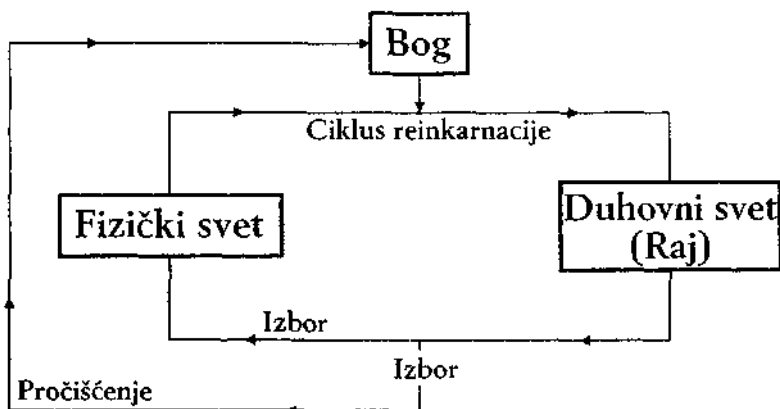 Bog
Ciklus reinkarnacije
Fizički svet
Duhovni svet
(Raj)
Izbor
Izbor
Pročišćenje